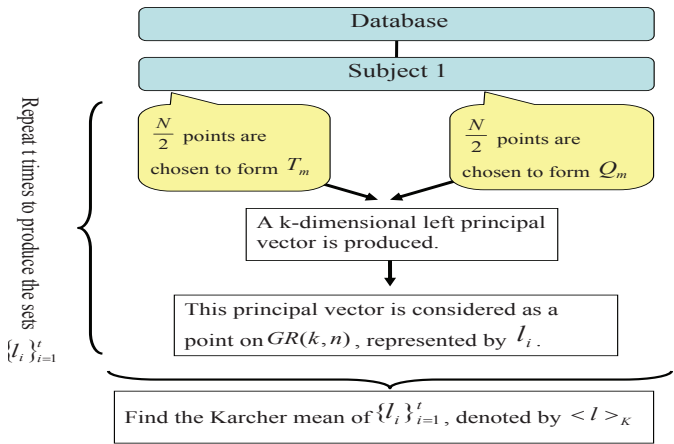 Database
Subject 1
N/2 points are
chosen to form T_m
N/2 points are
chosen to form Q_m
A k-dimensional left principal
vector is produced.
This principal vector is considered as a
point on GR(k,n), represented by l_i.
Repeat t times to produce the sets
{l_i}_{i=1}^t
Find the Karcher mean of {l_i}_{i=1}^t, denoted by <l>_K